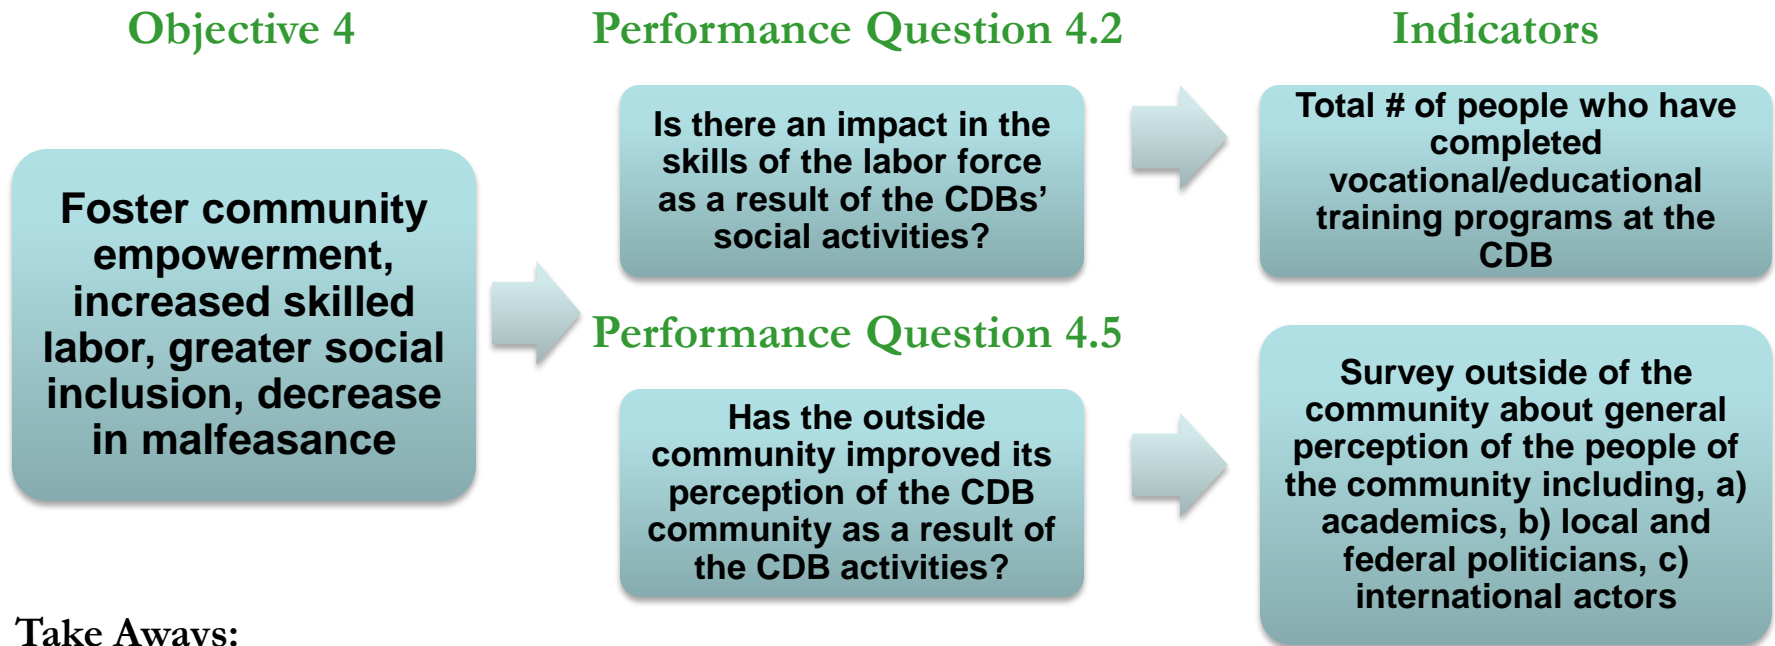 Objective 4
Foster community
empowerment,
increased skilled
labor, greater social
inclusion, decrease
in malfeasance
Performance Question 4.2
Is there an impact in the
skills of the labor force
as a result of the CDBs’
social activities?
Performance Question 4.5
Has the outside
community improved its
perception of the CDB
community as a result of
the CDB activities?
Indicators
Total # of people who have
completed
vocational/educational
training programs at the
CDB
Survey outside of the
community about general
perception of the people of
the community including, a)
academics, b) local and
federal politicians, c)
international actors
Take Aways: